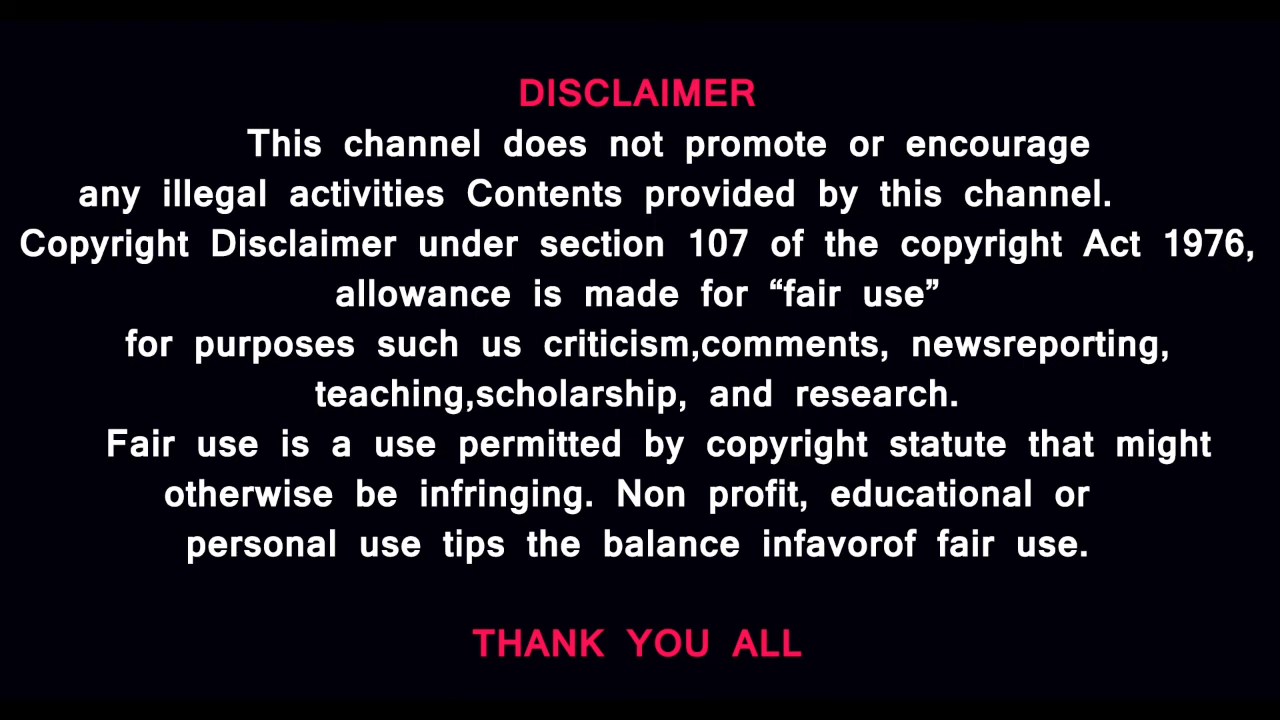 DISCLAIMER
This channel does not promote or encourage
any illegal activities Contents provided by this channel.
Copyright Disclaimer under section 107 of the copyright Act 1976,
allowance is made for “fair use”
for purposes such us criticism,comments, newsreporting,
teaching,scholarship, and research.
Fair use is a use permitted by copyright statute that might
otherwise be infringing. Non profit, educational or
personal use tips the balance infavorof fair use.
THANK YOU ALL